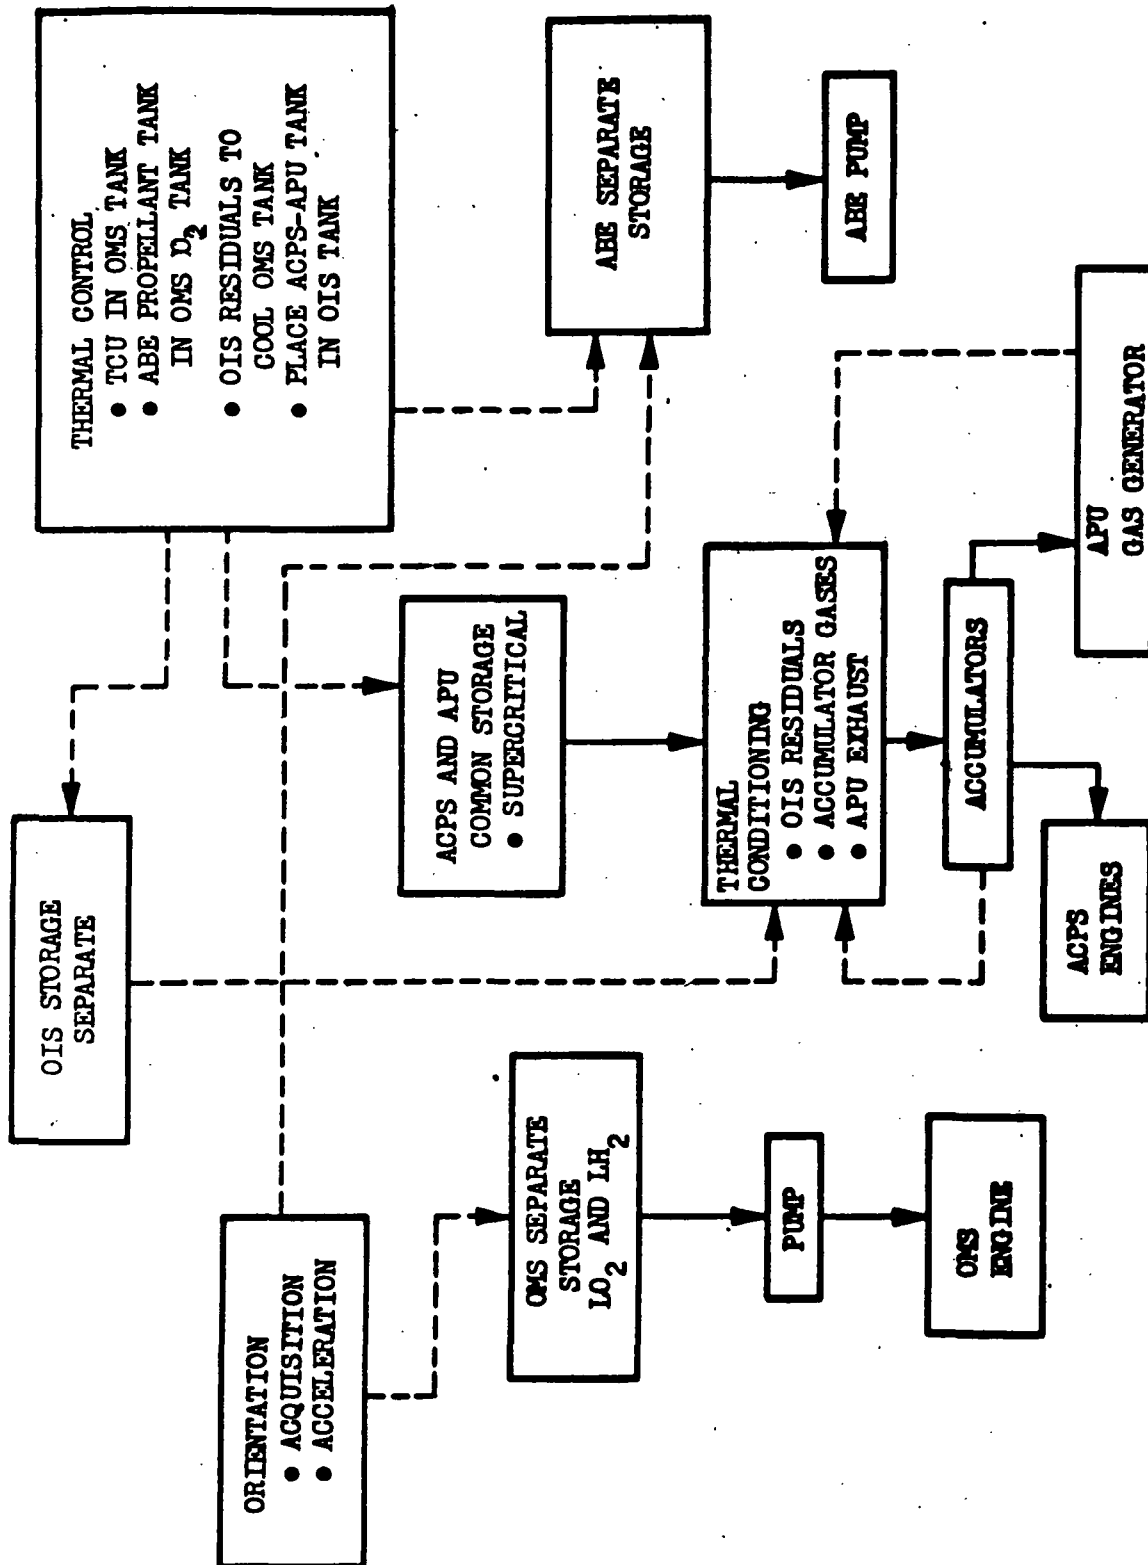 OIS STORAGE
SEPARATE
THERMAL CONTROL
● TCU IN OMS TANK
● ABE PROPELLANT TANK
IN OMS D₂ TANK
● OIS RESIDUALS TO
COOL OMS TANK
● PLACE ACPS-APU TANK
IN OIS TANK
ORIENTATION
● ACQUISITION
● ACCELERATION
OMS SEPARATE
STORAGE
LO₂ AND LH₂
ACPS AND APU
COMMON STORAGE
● SUPERCRITICAL
ABE SEPARATE
STORAGE
THERMAL
CONDITIONING
● OIS RESIDUALS
● ACCUMULATOR GASES
● APU EXHAUST
PUMP
ABE PUMP
ACCUMULATORS
OMS
ENGINE
ACPS
ENGINES
APU
GAS GENERATOR